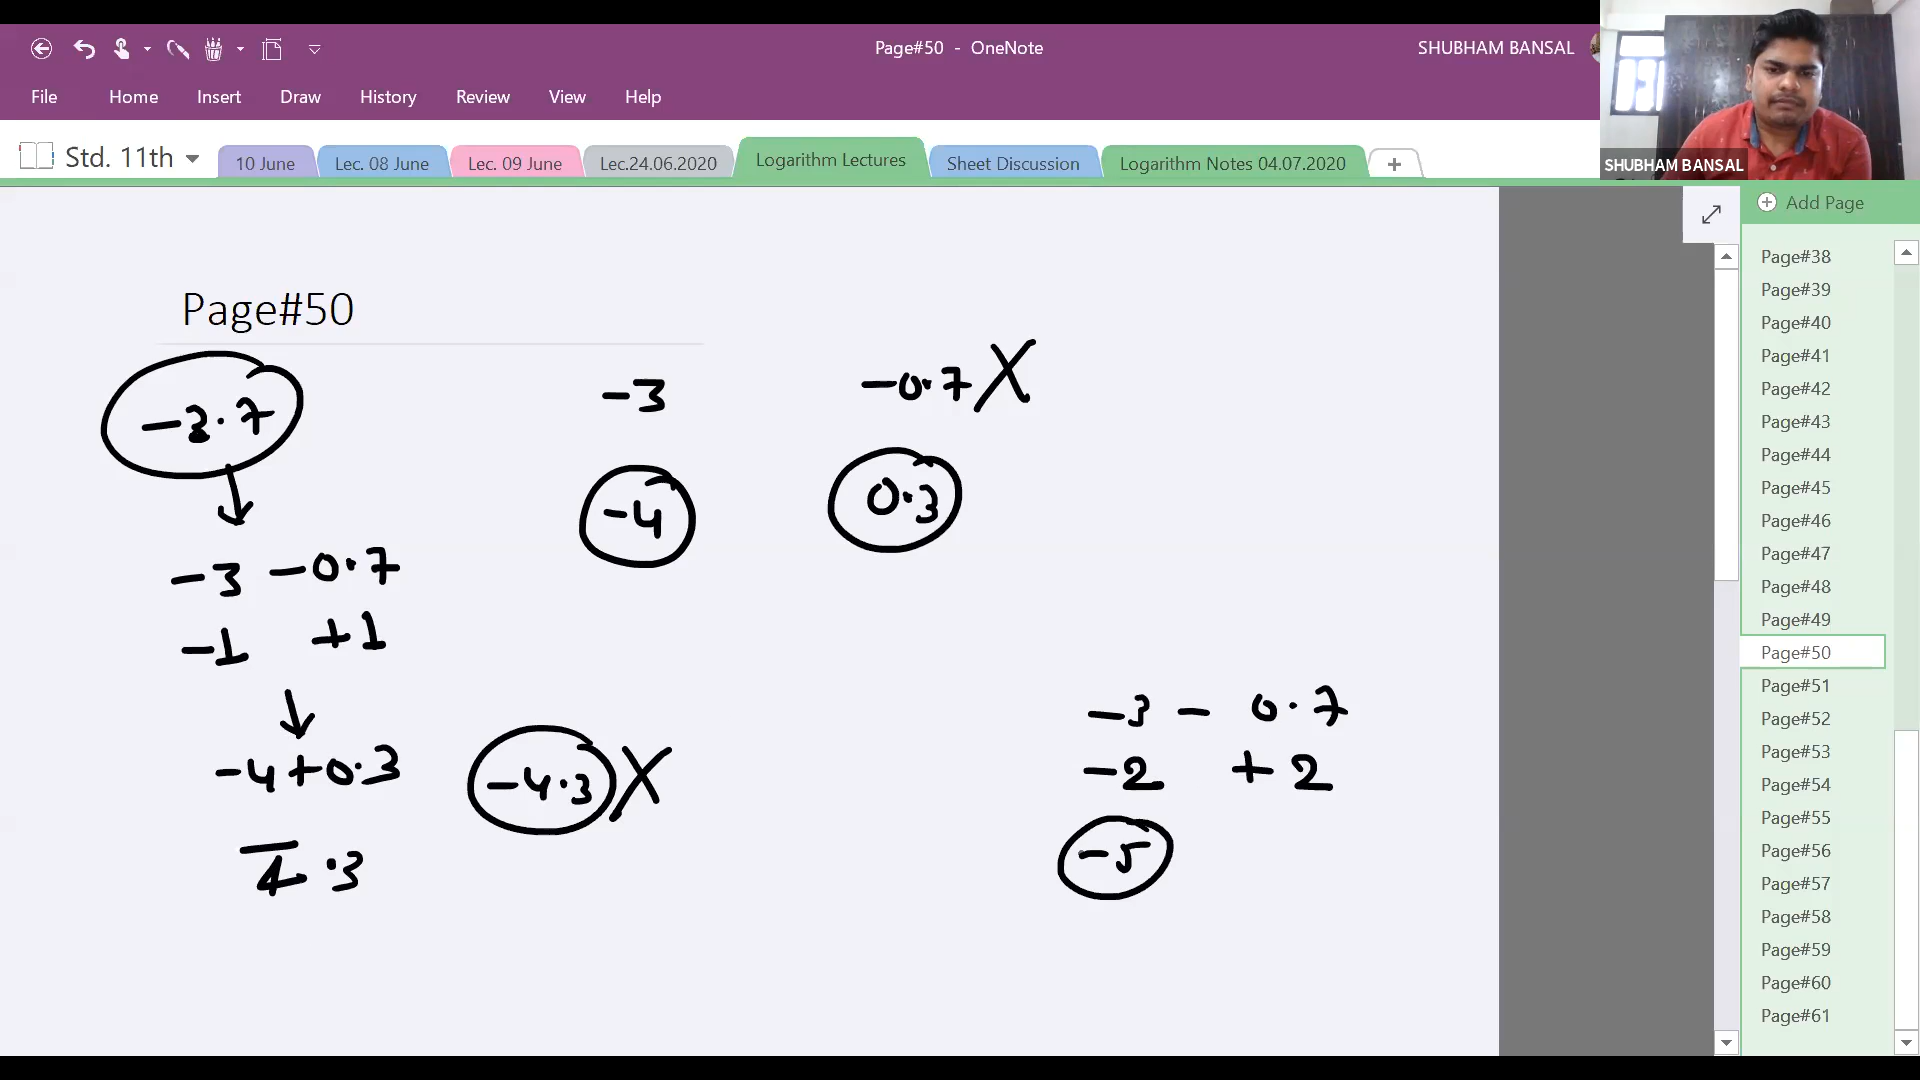 Page#50 - OneNote
SHUBHAM BANSAL
File Home Insert Draw History Review View Help
SHUBHAM BANSAL
Std. 11th
10 June
Lec. 08 June
Lec. 09 June
Lec.24.06.2020
Logarithm Lectures
Sheet Discussion
Logarithm Notes 04.07.2020
+
Add Page
Page#50
-3.7
-3 -0.7
-1 +1
-4+0.3
4̅.3
-3
-4
-0.7 X
0.3
-4.3 X
-3 - 0.7
-2 +2
-5
Page#38
Page#39
Page#40
Page#41
Page#42
Page#43
Page#44
Page#45
Page#46
Page#47
Page#48
Page#49
Page#50
Page#51
Page#52
Page#53
Page#54
Page#55
Page#56
Page#57
Page#58
Page#59
Page#60
Page#61